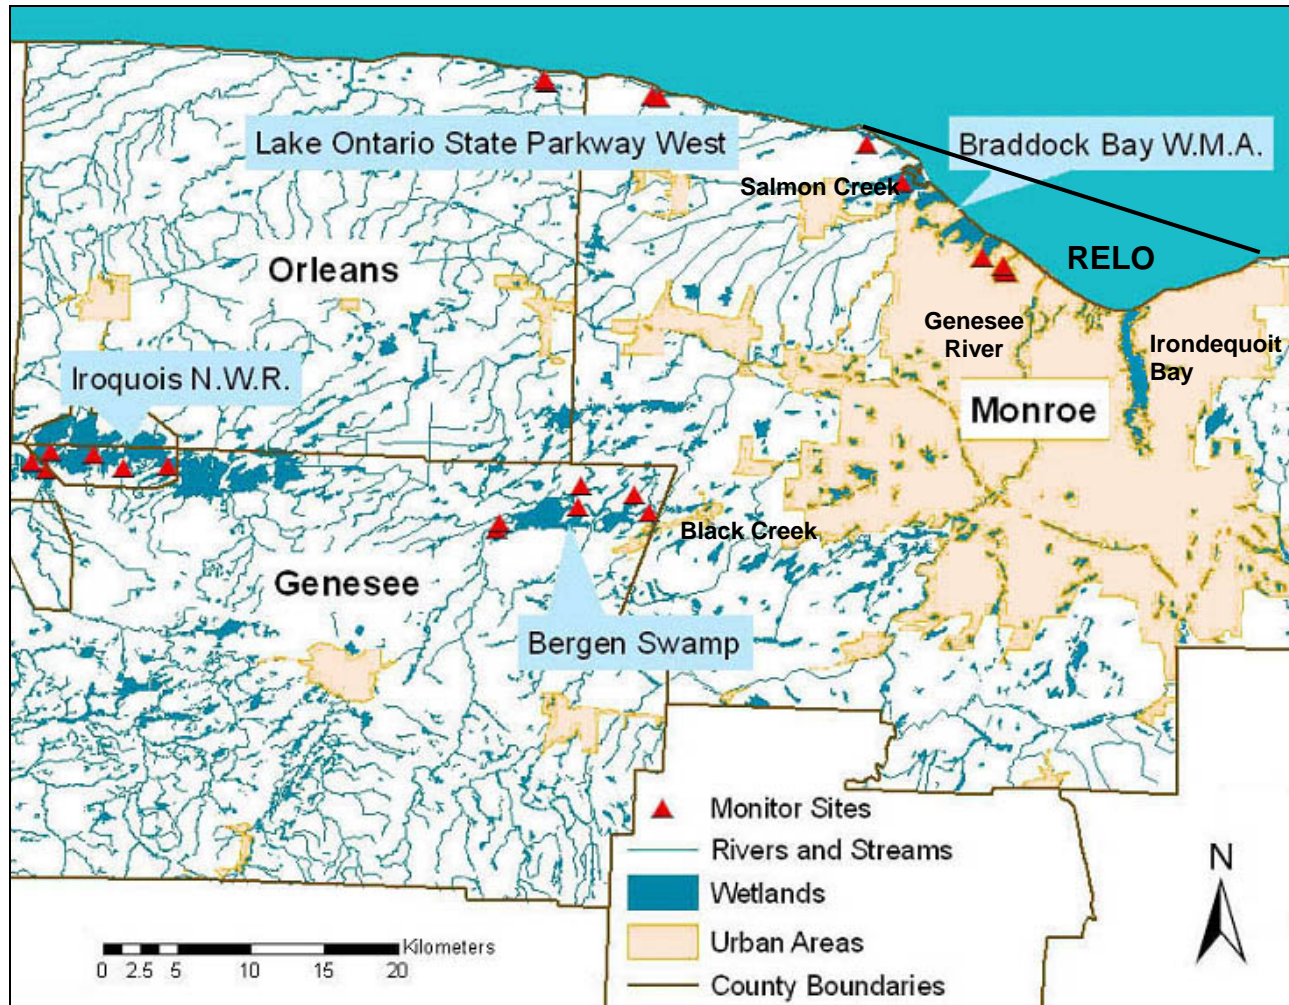 Lake Ontario State Parkway West
Braddock Bay W.M.A.
Salmon Creek
Orleans
RELO
Genesee
River
Irondequoit
Bay
Iroquois N.W.R.
Monroe
Black Creek
Genesee
Bergen Swamp
Monitor Sites
Rivers and Streams
Wetlands
Urban Areas
County Boundaries
N
Kilometers
0 2.5 5 10 15 20